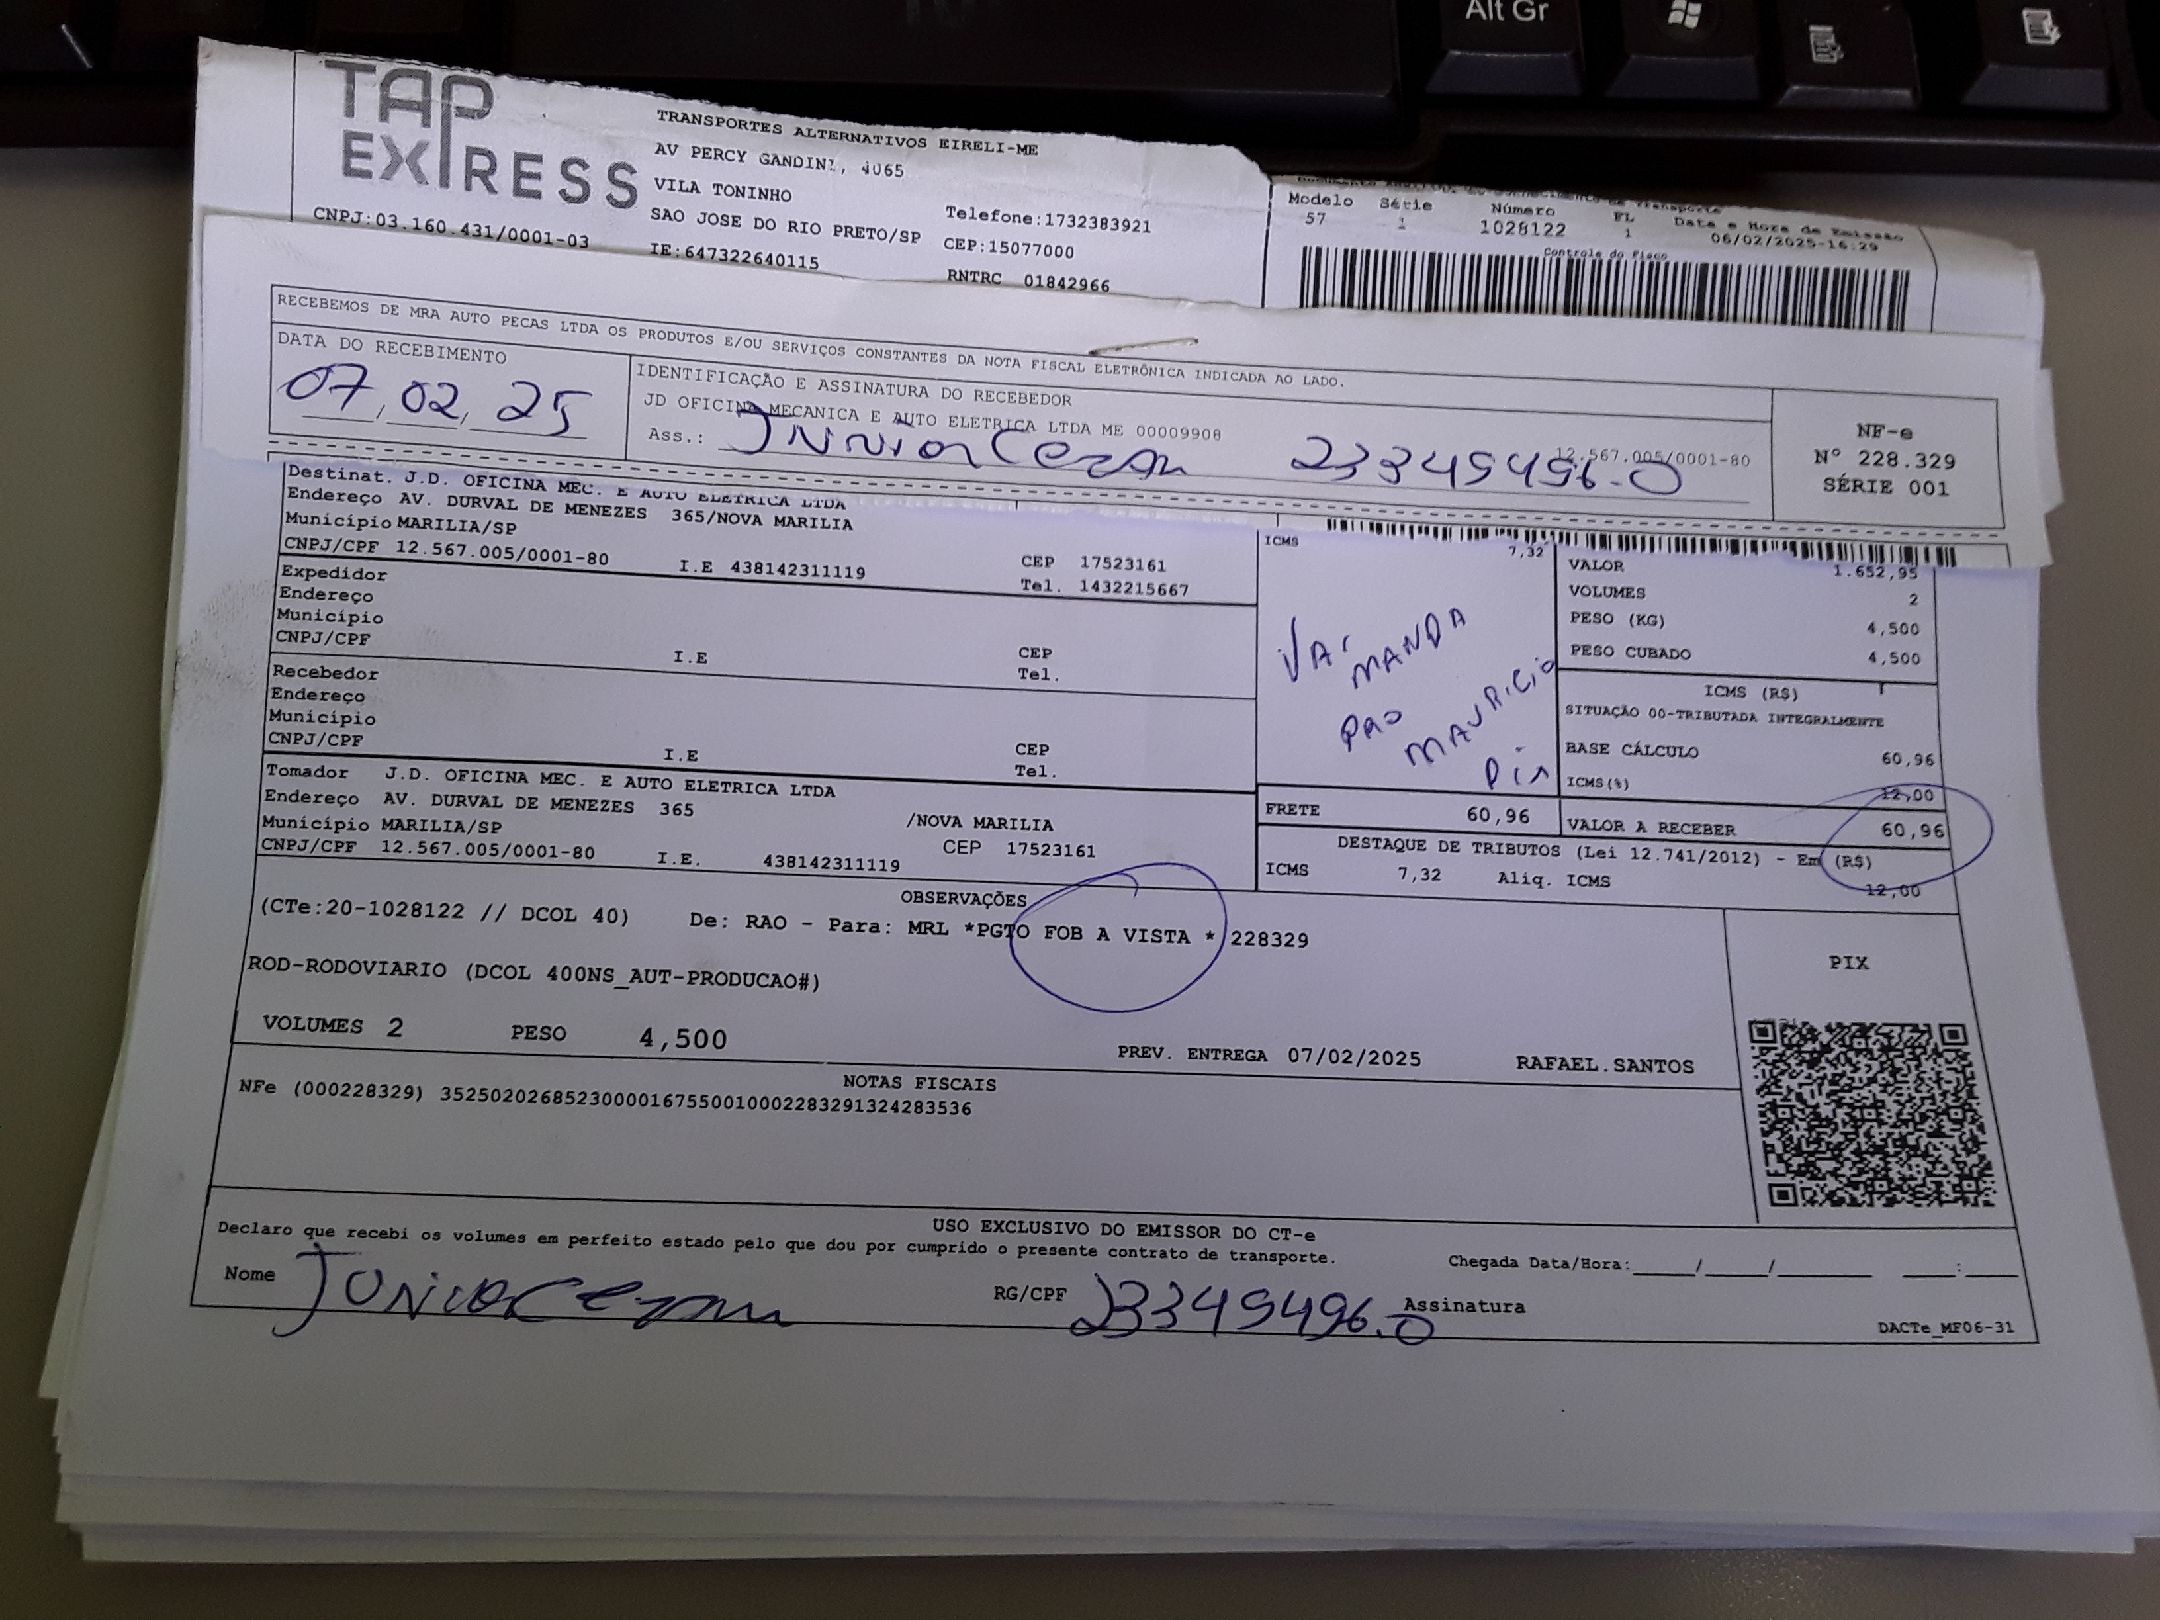 Alt Gr
TAP
EXPRESS
TRANSPORTES ALTERNATIVOS EIRELI-ME
AV PERCY GANDINI, 4065
VILA TONINHO
SAO JOSE DO RIO PRETO/SP
Telefone:1732383921
CEP:15077000
CNPJ:03.160.431/0001-03
IE:647322640115
RNTRC 01842966
Modelo Série Número FL Data e Hora de Emissão
57 1 1028122 1 06/02/2025-16:29
Controle do Fisco
RECEBEMOS DE MRA AUTO PECAS LTDA OS PRODUTOS E/OU SERVIÇOS CONSTANTES DA NOTA FISCAL ELETRÔNICA INDICADA AO LADO.
DATA DO RECEBIMENTO
07/02/25
IDENTIFICAÇÃO E ASSINATURA DO RECEBEDOR
JD OFICINA MECANICA E AUTO ELETRICA LTDA ME 00009908
12.567.005/0001-80
Ass.: Junior 23349496-0
NF-e
Nº 228.329
SÉRIE 001
Destinat. J.D. OFICINA MEC. E AUTO ELETRICA LTDA
Endereço AV. DURVAL DE MENEZES 365/NOVA MARILIA
Município MARILIA/SP
CNPJ/CPF 12.567.005/0001-80 I.E 438142311119
CEP 17523161
Tel. 1432215667
Expedidor
Endereço
Município
CNPJ/CPF I.E CEP
Tel.
Recebedor
Endereço
Município
CNPJ/CPF I.E CEP
Tel.
Tomador J.D. OFICINA MEC. E AUTO ELETRICA LTDA
Endereço AV. DURVAL DE MENEZES 365 /NOVA MARILIA
Município MARILIA/SP
CNPJ/CPF 12.567.005/0001-80 I.E. 438142311119 CEP 17523161
ICMS 7,32
VAI
MANDA
PRO
MAURICIO
VALOR 1.652,95
VOLUMES 2
PESO (KG) 4,500
PESO CUBADO 4,500
ICMS (R$)
SITUAÇÃO 00-TRIBUTADA INTEGRALMENTE
BASE CÁLCULO 60,96
ICMS(%) 12,00
FRETE 60,96
VALOR A RECEBER 60,96
DESTAQUE DE TRIBUTOS (Lei 12.741/2012) - Em (R$)
ICMS 7,32 Aliq. ICMS 12,00
OBSERVAÇÕES
(CTe:20-1028122 // DCOL 40) De: RAO - Para: MRL *PGTO FOB A VISTA * 228329
ROD-RODOVIARIO (DCOL 400NS_AUT-PRODUCAO#)
VOLUMES 2 PESO 4,500
PREV. ENTREGA 07/02/2025 RAFAEL.SANTOS
PIX
NOTAS FISCAIS
NFe (000228329) 35250202685230000167550010002283291324283536
USO EXCLUSIVO DO EMISSOR DO CT-e
Declaro que recebi os volumes em perfeito estado pelo que dou por cumprido o presente contrato de transporte.
Chegada Data/Hora:____/____/______ ___:___
Nome Junior RG/CPF 23349496-0 Assinatura
DACTe_MF06-31